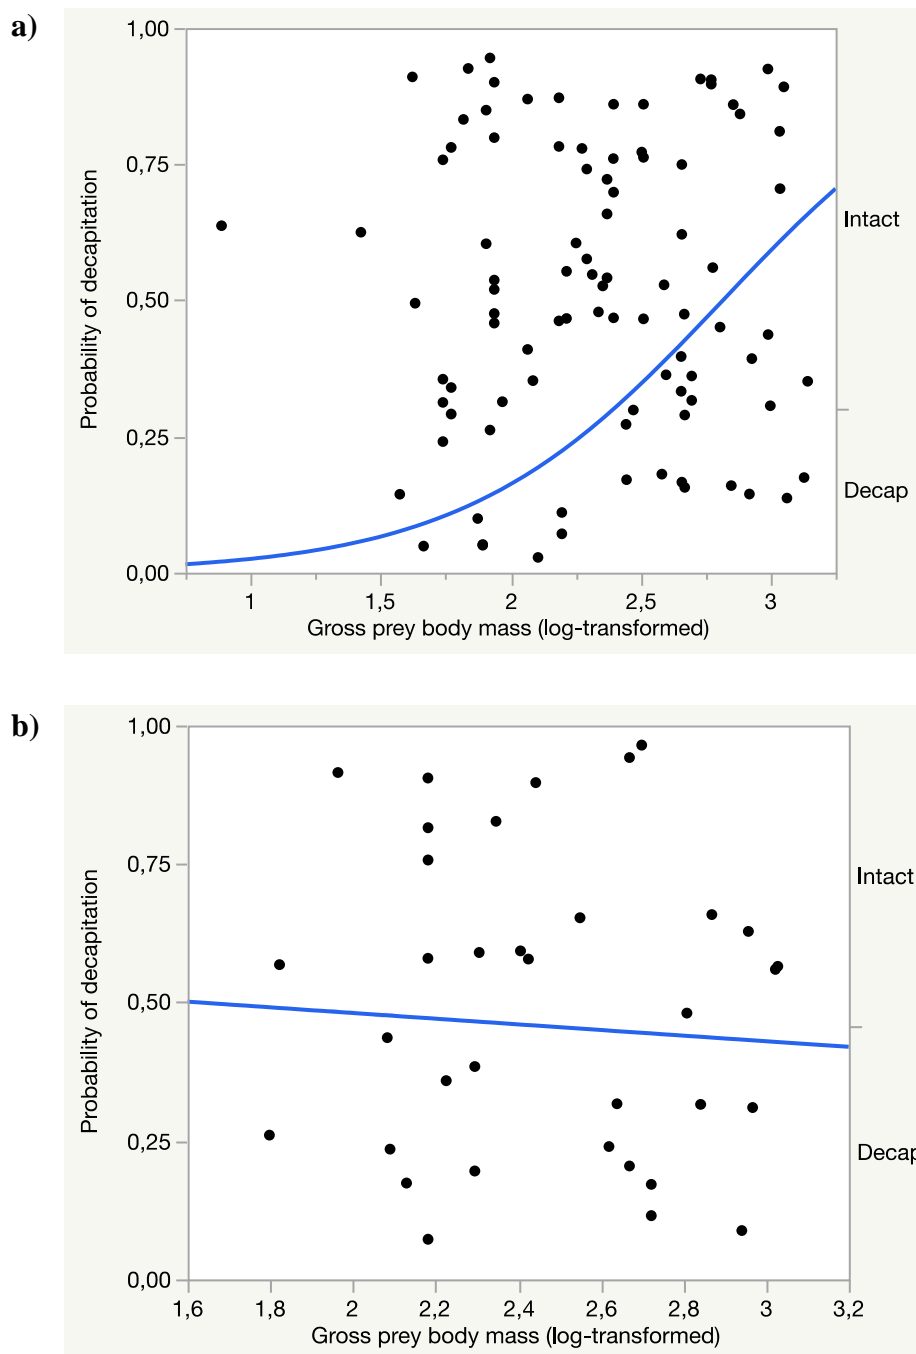 a)
1,00
0,75
0,50
0,25
0,00
Probability of decapitation
Intact
Decap
1
1,5
2
2,5
3
Gross prey body mass (log-transformed)
b)
1,00
0,75
0,50
0,25
0,00
Probability of decapitation
Intact
Decap
1,6
1,8
2
2,2
2,4
2,6
2,8
3
3,2
Gross prey body mass (log-transformed)